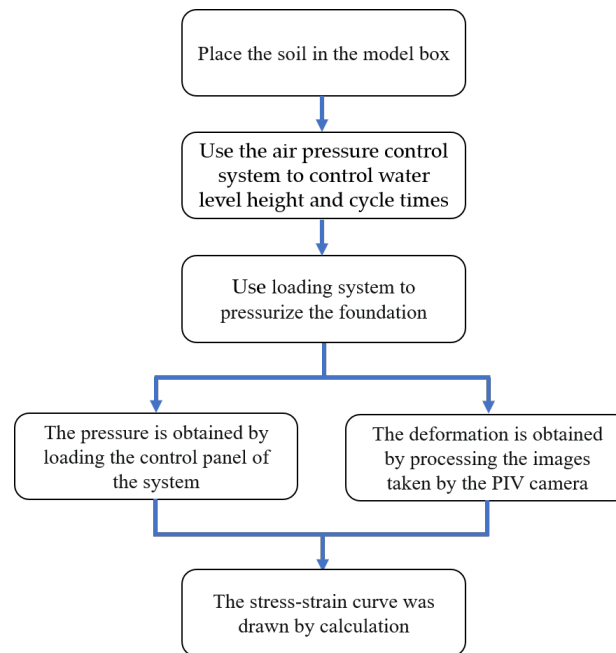 Place the soil in the model box
Use the air pressure control
system to control water
level height and cycle times
Use loading system to
pressurize the foundation
The pressure is obtained by
loading the control panel of
the system
The deformation is obtained
by processing the images
taken by the PIV camera
The stress-strain curve was
drawn by calculation